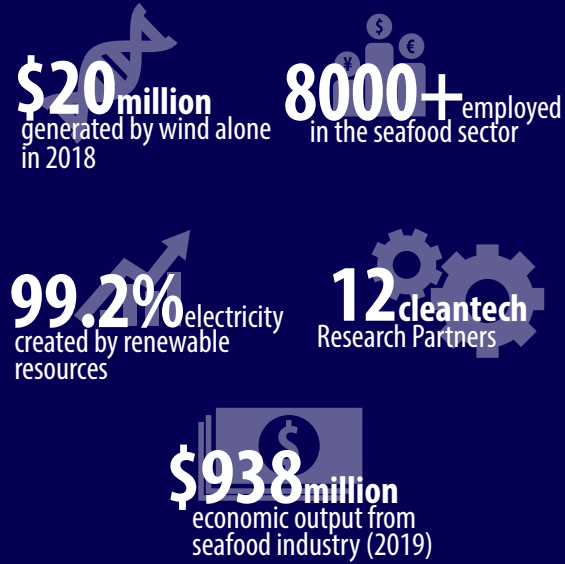 $20million
generated by wind alone
in 2018
$
¥
€
8000+employed
in the seafood sector
99.2%electricity
created by renewable
resources
12cleantech
Research Partners
$
$938million
economic output from
seafood industry (2019)